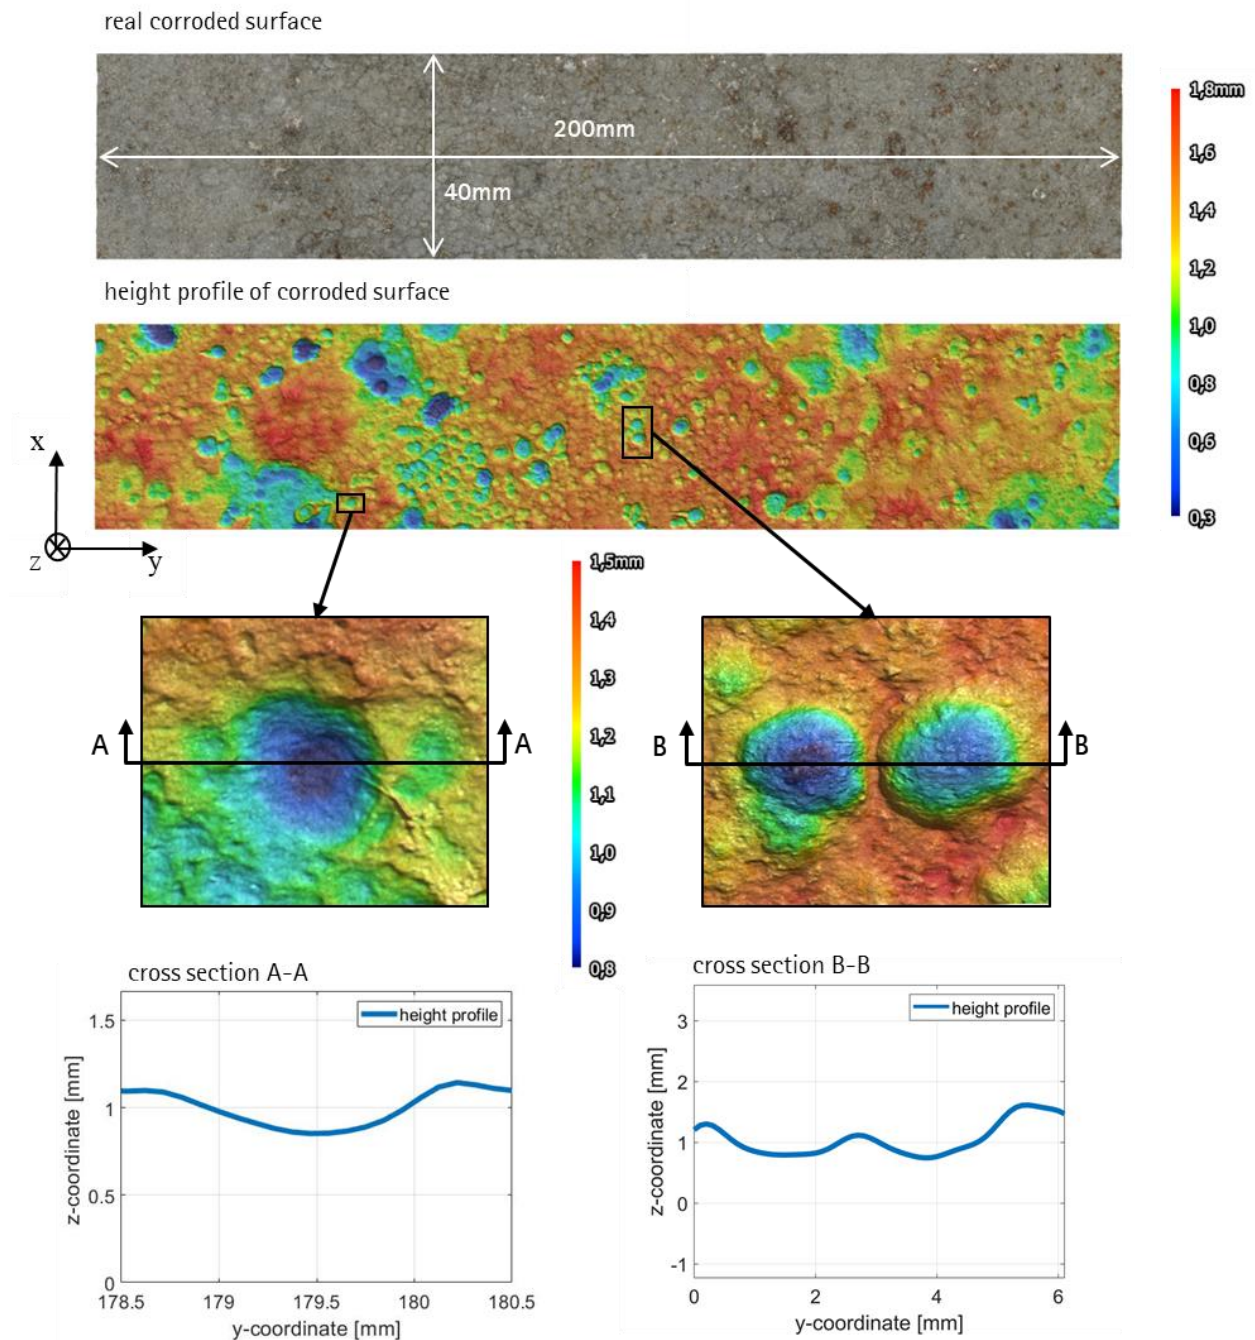 real corroded surface
200mm
40mm
1,8mm
1,6
1,4
1,2
1,0
0,8
0,6
0,3
height profile of corroded surface
x
z
y
1,5mm
1,4
1,3
1,2
1,1
1,0
0,9
0,8
A
A
B
B
cross section A-A
height profile
1.5
1
0.5
0
z-coordinate [mm]
178.5
179
179.5
180
180.5
y-coordinate [mm]
cross section B-B
height profile
3
2
1
0
-1
z-coordinate [mm]
0
2
4
6
y-coordinate [mm]